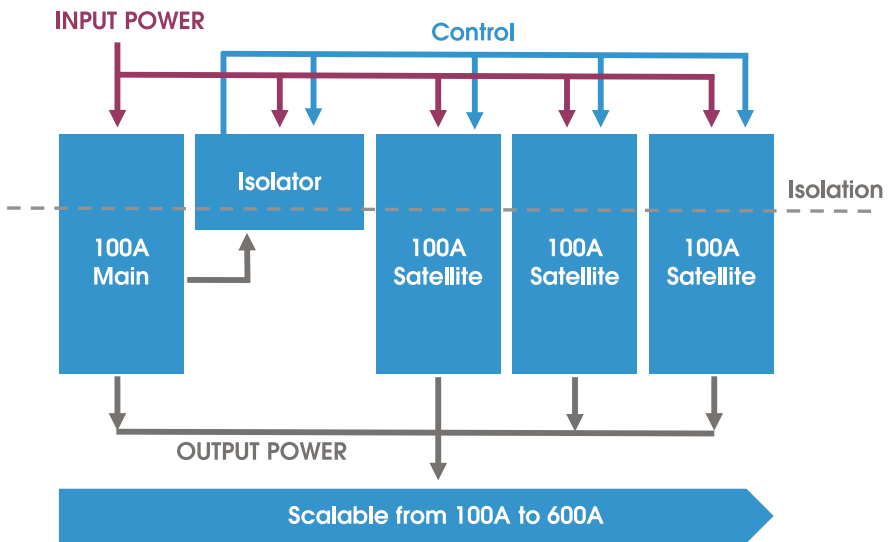 INPUT POWER
Control
Isolator
Isolation
100A
Main
100A
Satellite
100A
Satellite
100A
Satellite
OUTPUT POWER
Scalable from 100A to 600A